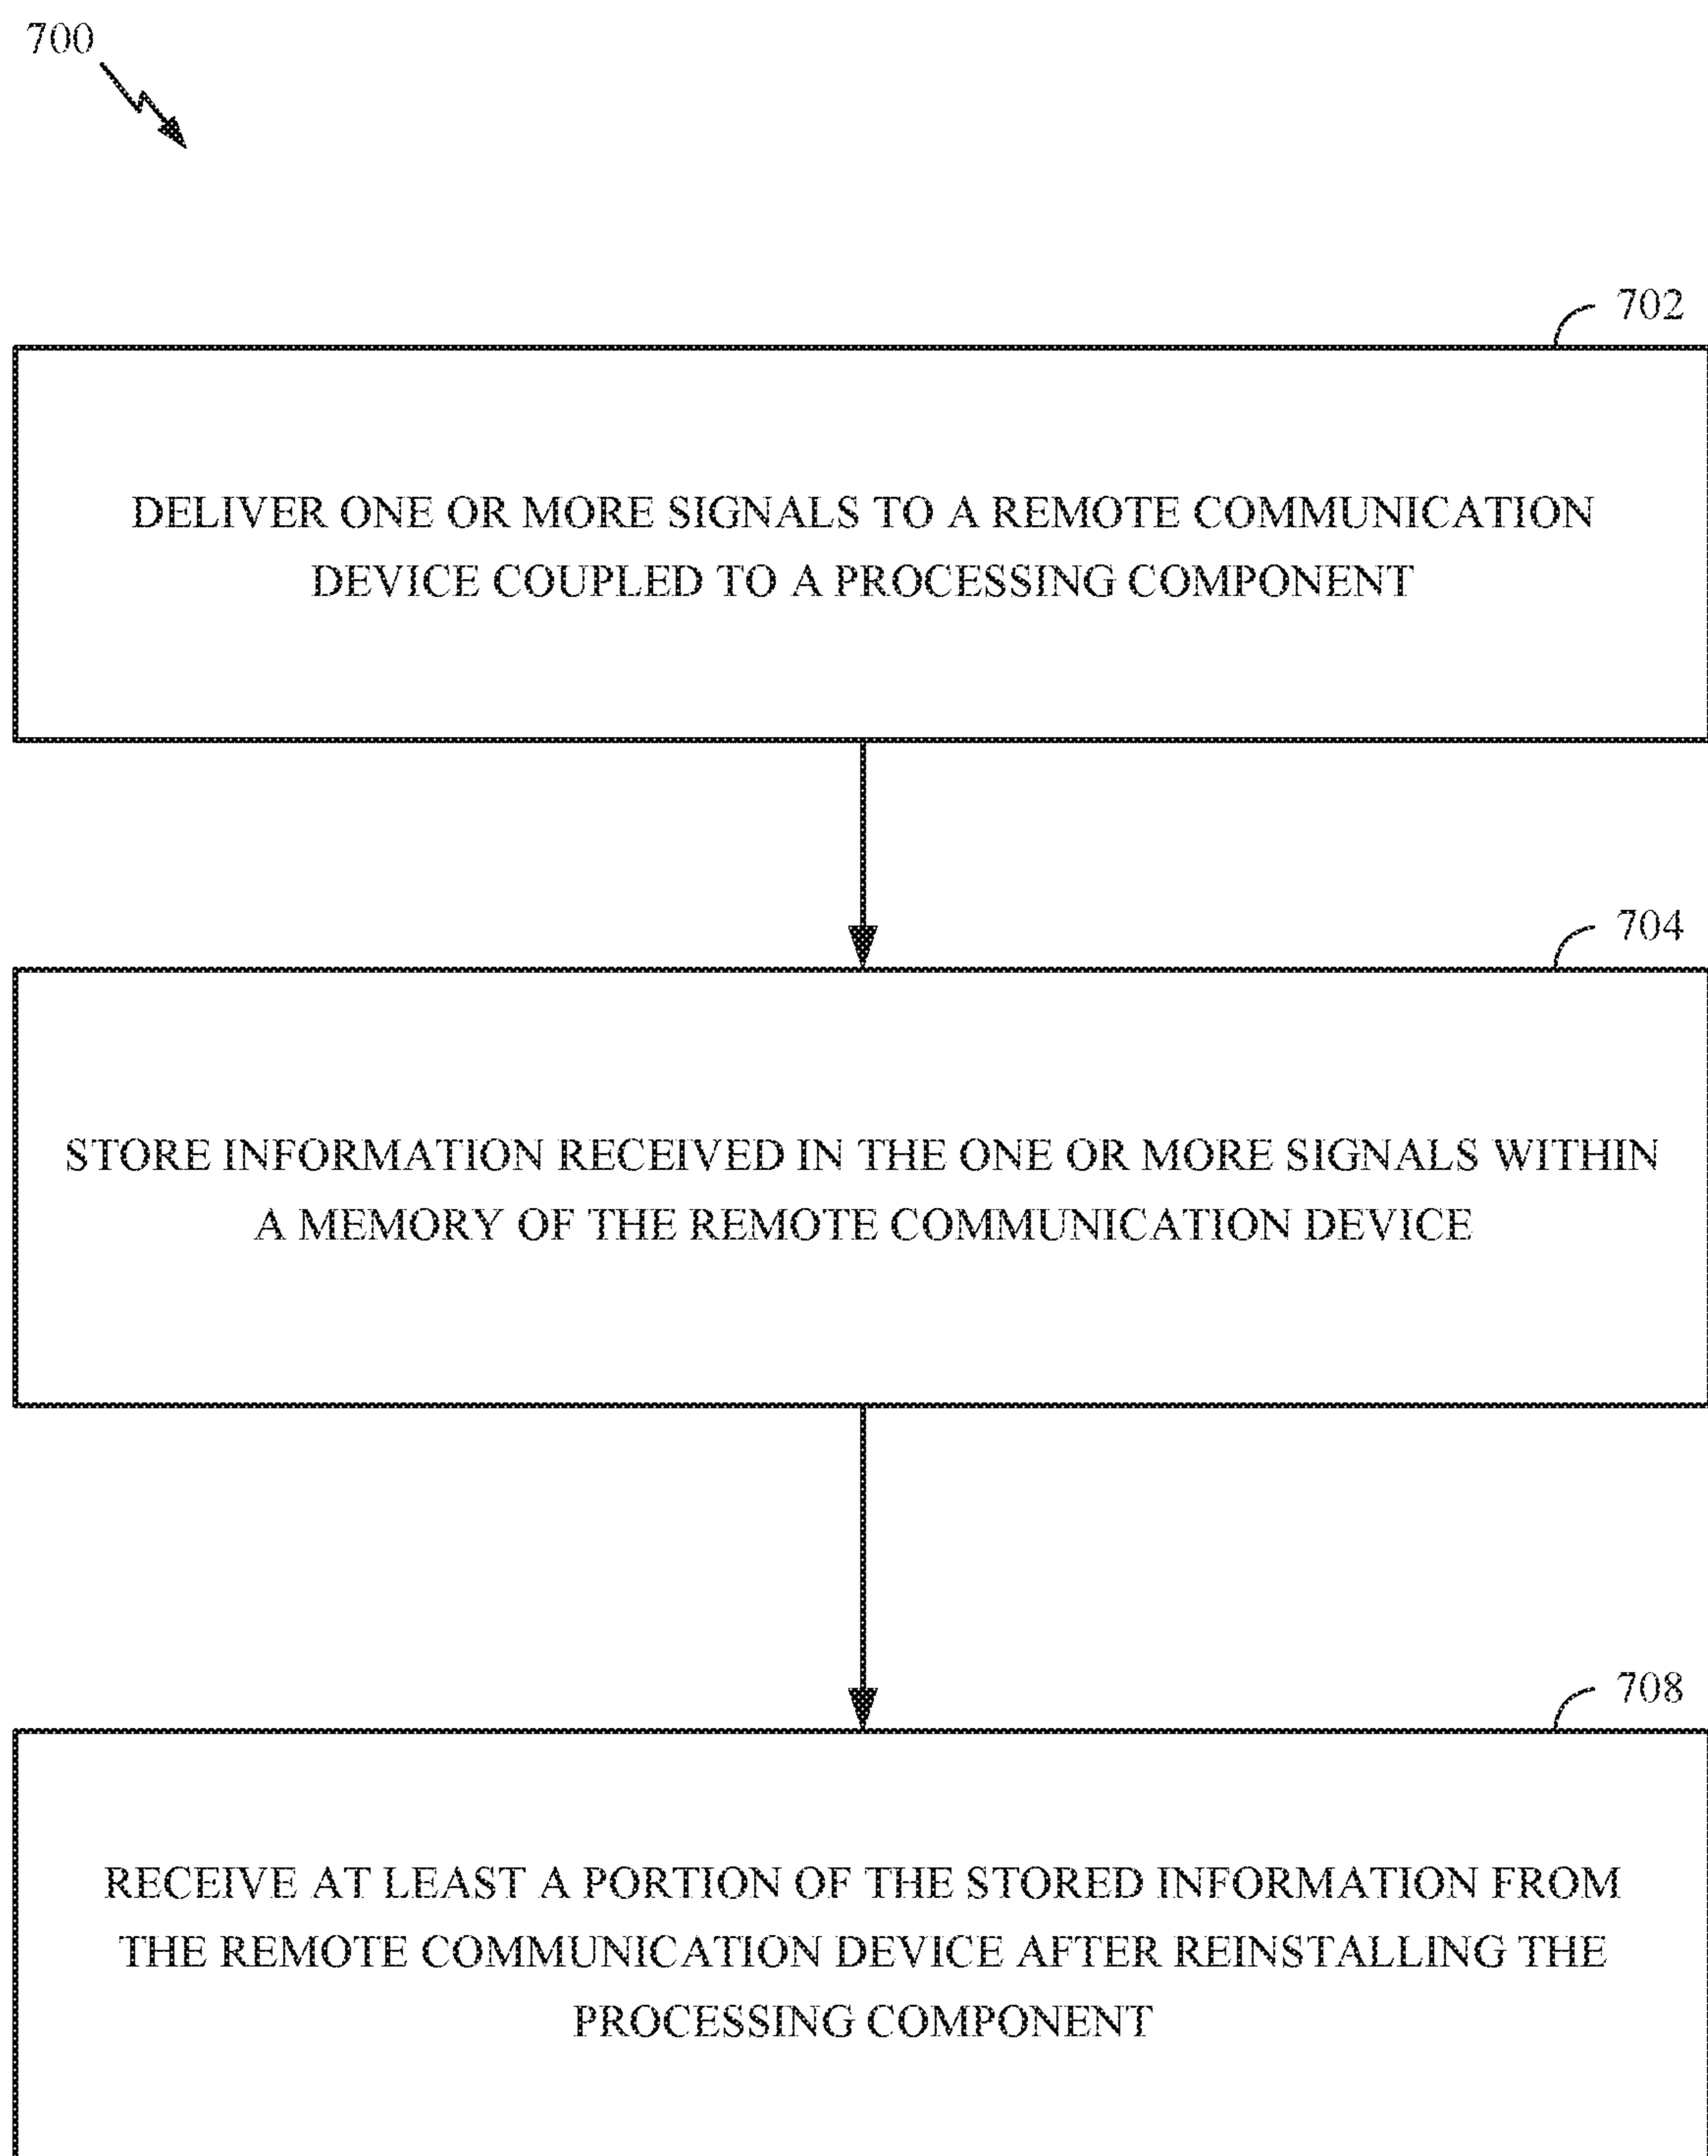 700
702
DELIVER ONE OR MORE SIGNALS TO A REMOTE COMMUNICATION
DEVICE COUPLED TO A PROCESSING COMPONENT
704
STORE INFORMATION RECEIVED IN THE ONE OR MORE SIGNALS WITHIN
A MEMORY OF THE REMOTE COMMUNICATION DEVICE
708
RECEIVE AT LEAST A PORTION OF THE STORED INFORMATION FROM
THE REMOTE COMMUNICATION DEVICE AFTER REINSTALLING THE
PROCESSING COMPONENT